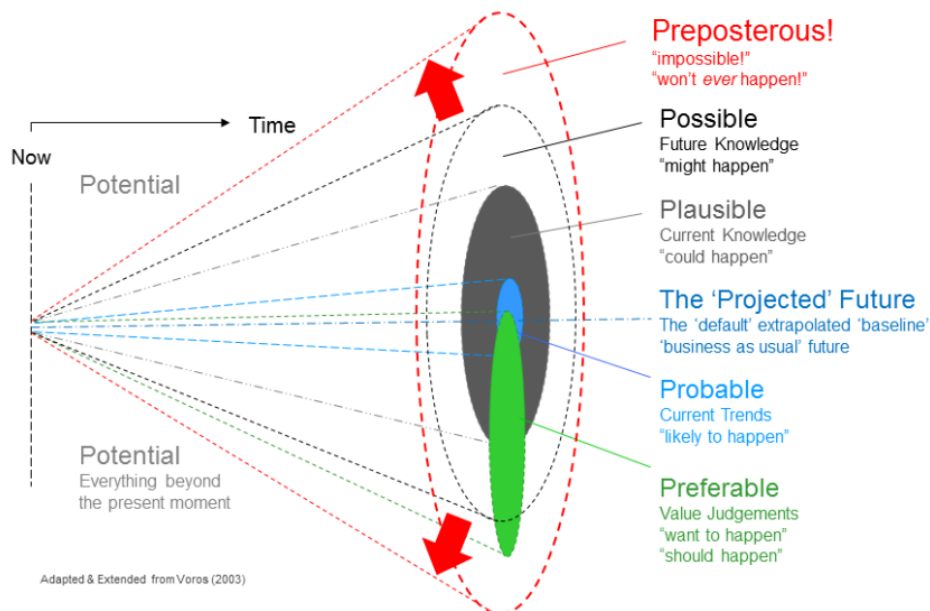 Preposterous!
“impossible!”
“won’t ever happen!”
Time
Now
Potential
Possible
Future Knowledge
“might happen”
Plausible
Current Knowledge
“could happen”
The ‘Projected’ Future
The ‘default’ extrapolated ‘baseline’
‘business as usual’ future
Probable
Current Trends
“likely to happen”
Potential
Everything beyond
the present moment
Preferable
Value Judgements
“want to happen”
“should happen”
Adapted & Extended from Voros (2003)